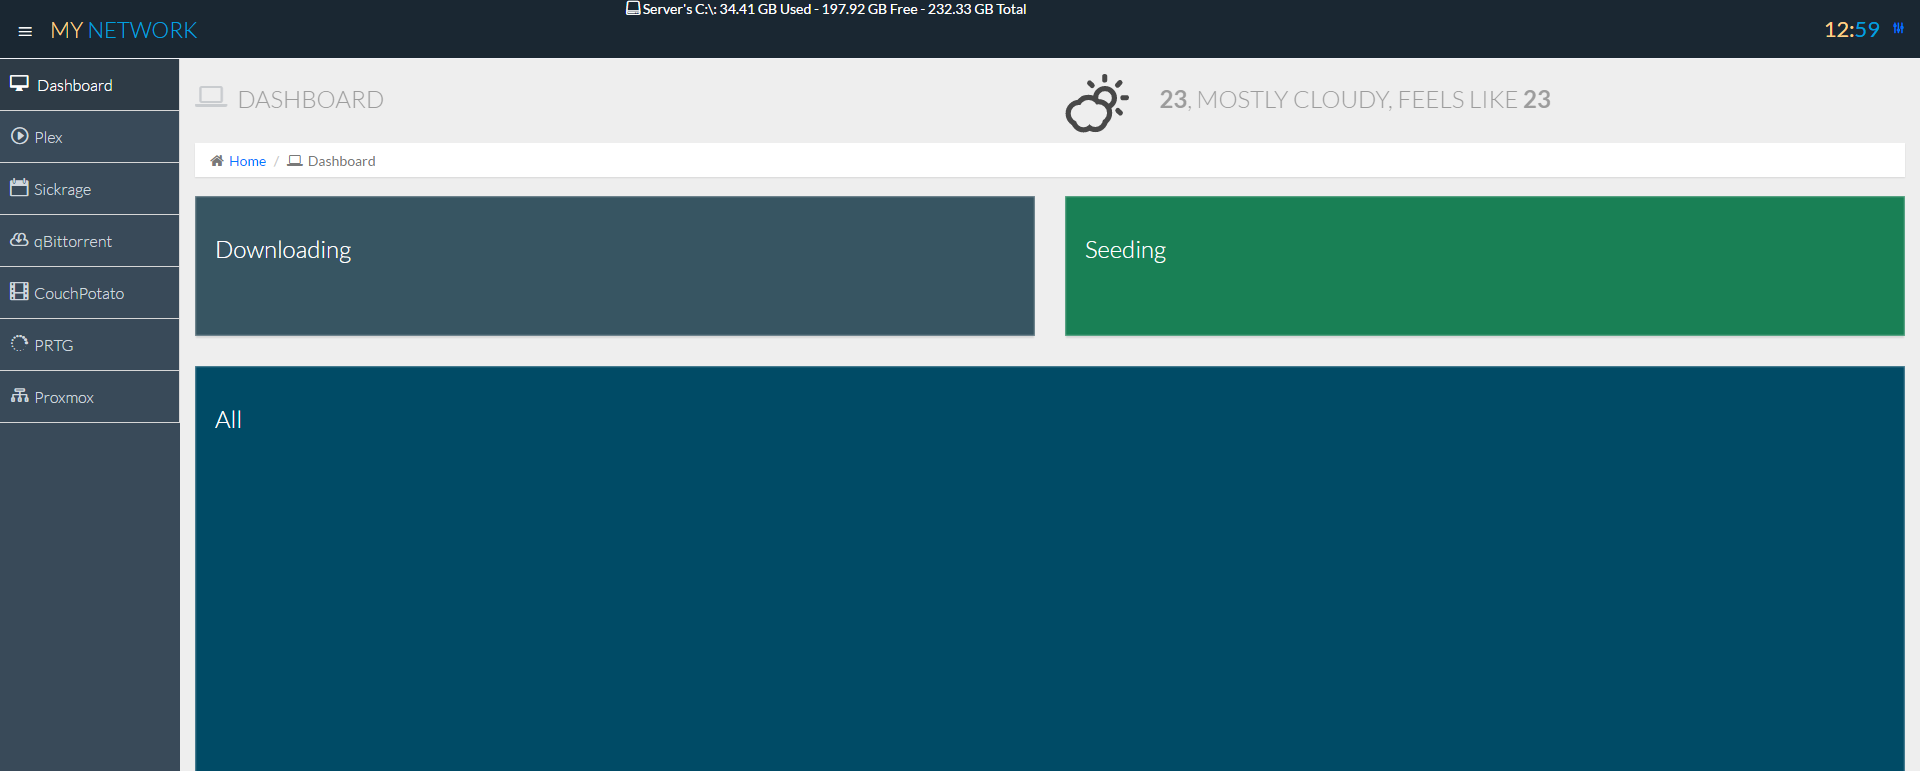 Server's C:\: 34.41 GB Used - 197.92 GB Free - 232.33 GB Total
MY NETWORK
12:59
Dashboard
Plex
Sickrage
qBittorrent
CouchPotato
PRTG
Proxmox
DASHBOARD
23, MOSTLY CLOUDY, FEELS LIKE 23
Home / Dashboard
Downloading
Seeding
All